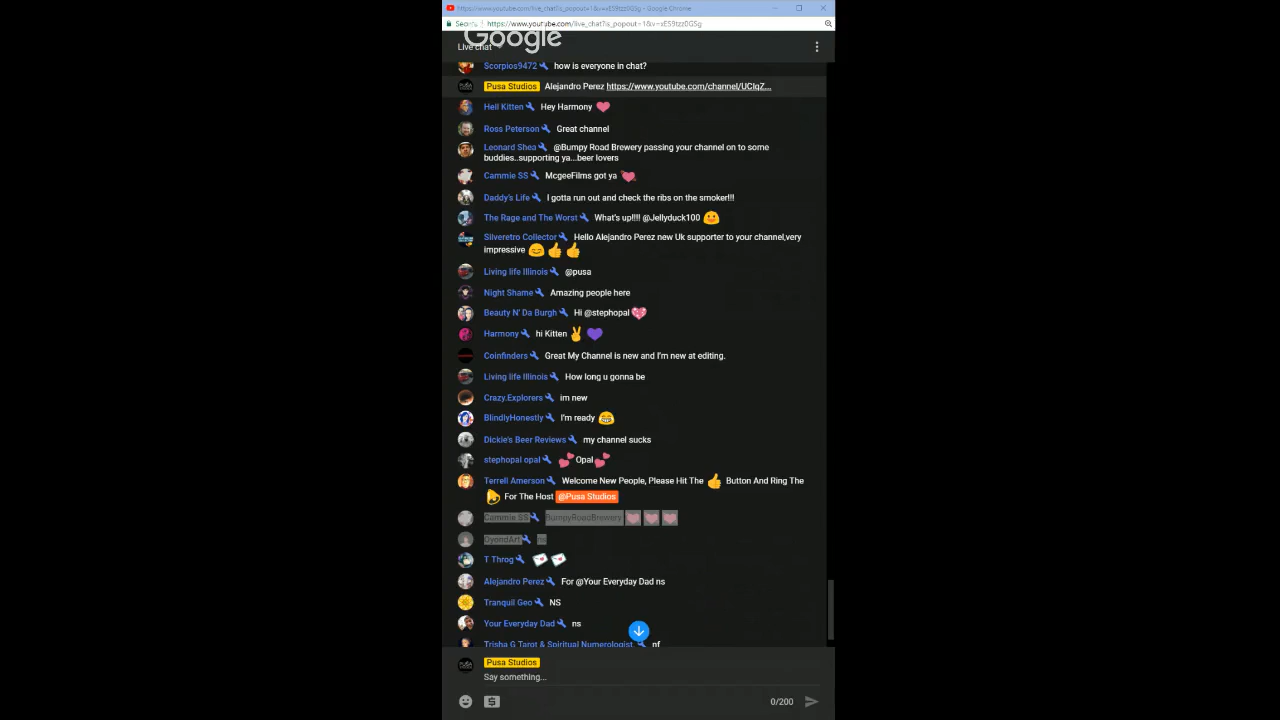 https://www.youtube.com/live_chat?is_popout=1&v=xES9tzz0GSg - Google Chrome
https://www.youtube.com/live_chat?is_popout=1&v=xES9tzz0GSg
Google
Live chat
Scorpios9472 how is everyone in chat?
Pusa Studios Alejandro Perez https://www.youtube.com/channel/UCIqZ...
Hell Kitten Hey Harmony
Ross Peterson Great channel
Leonard Shea @Bumpy Road Brewery passing your channel on to some
buddies..supporting ya...beer lovers
Cammie SS McgeeFilms got ya
Daddy's Life I gotta run out and check the ribs on the smoker!!!
The Rage and The Worst What's up!!!! @Jellyduck100
Silveretro Collector Hello Alejandro Perez new Uk supporter to your channel,very
impressive
Living life Illinois @pusa
Night Shame Amazing people here
Beauty N' Da Burgh Hi @stephopal
Harmony hi Kitten
Coinfinders Great My Channel is new and I'm new at editing.
Living life Illinois How long u gonna be
Crazy.Explorers im new
BlindlyHonestly I'm ready
Dickie's Beer Reviews my channel sucks
stephopal opal Opal
Terrell Amerson Welcome New People, Please Hit The Button And Ring The
For The Host @Pusa Studios
Cammie SS BumpyRoadBrewery
DyendArt
T Throg
Alejandro Perez For @Your Everyday Dad ns
Tranquil Geo NS
Your Everyday Dad ns
Trisha G Tarot & Spiritual Numerologist nf
Pusa Studios
Say something...
0/200